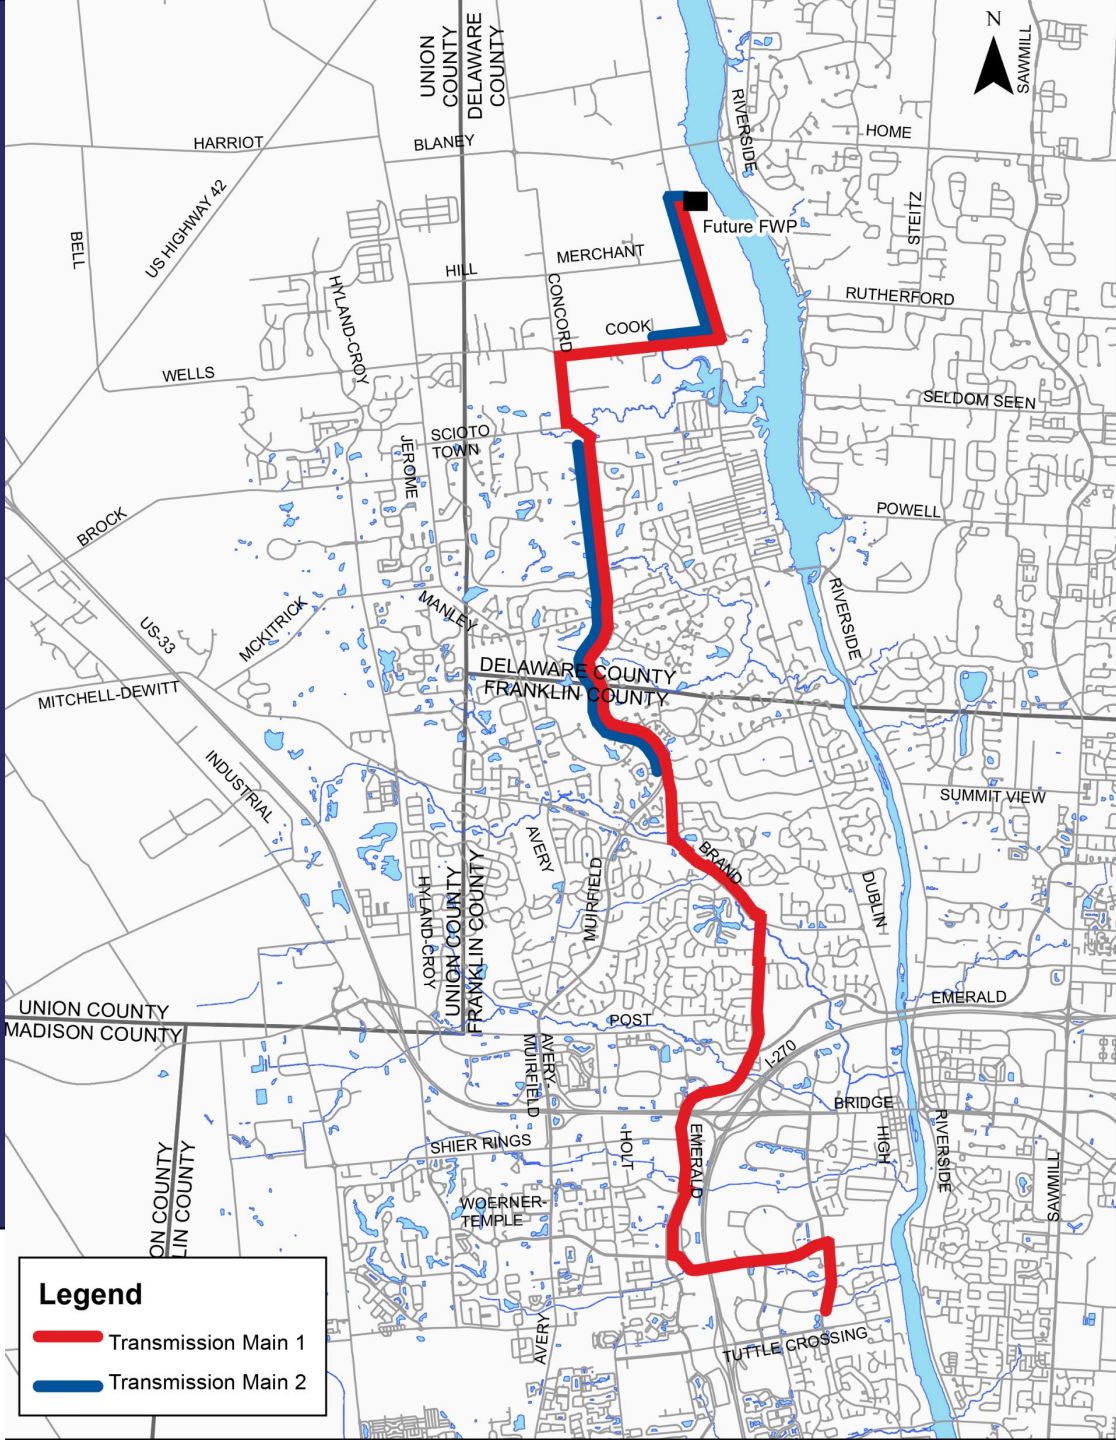 N
SAWMILL
UNION
COUNTY
DELAWARE
COUNTY
RIVERSIDE
HOME
HARRIOT
BLANEY
US HIGHWAY 42
STEITZ
Future FWP
BELL
MERCHANT
HILL
HYLAND-CROY
CONCORD
RUTHERFORD
COOK
WELLS
SELDOM SEEN
SCIOTO
TOWN
JEROME
POWELL
BROCK
MANLEY
RIVERSIDE
MCKITRICK
US-33
DELAWARE COUNTY
FRANKLIN COUNTY
MITCHELL-DEWITT
INDUSTRIAL
SUMMIT VIEW
AVERY
BRAND
MUIRFIELD
DUBLIN
HYLAND-CROY
UNION COUNTY
FRANKLIN COUNTY
EMERALD
UNION COUNTY
MADISON COUNTY
POST
AVERY-
MUIRFIELD
I-270
BRIDGE
SHIER RINGS
HOLT
EMERALD
HIGH
RIVERSIDE
SAWMILL
WOERNER-
TEMPLE
ON COUNTY
LIN COUNTY
AVERY
TUTTLE CROSSING
Legend
Transmission Main 1
Transmission Main 2